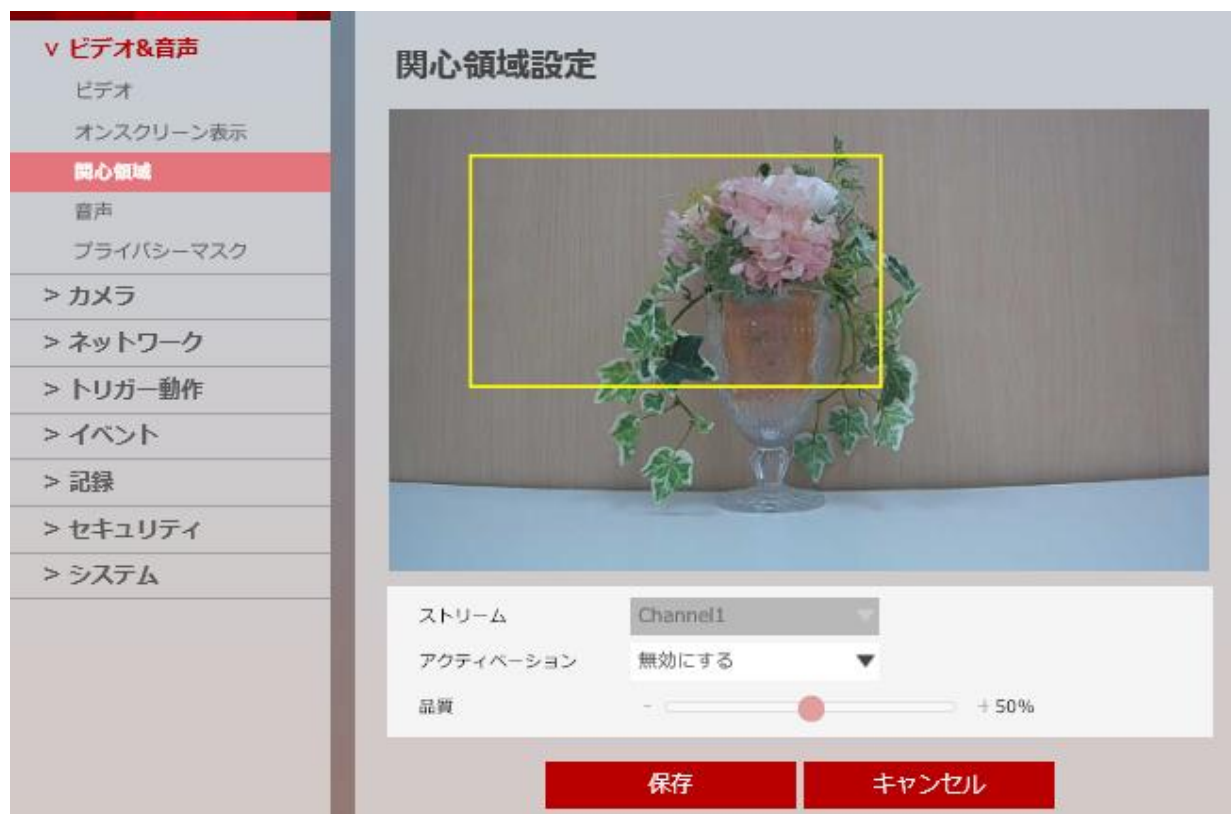 v ビデオ&音声
ビデオ
オンスクリーン表示
関心領域
音声
プライバシーマスク
> カメラ
> ネットワーク
> トリガー動作
> イベント
> 記録
> セキュリティ
> システム
関心領域設定
ストリーム Channel1
アクティベーション 無効にする ▼
品質 - + 50%
保存 キャンセル